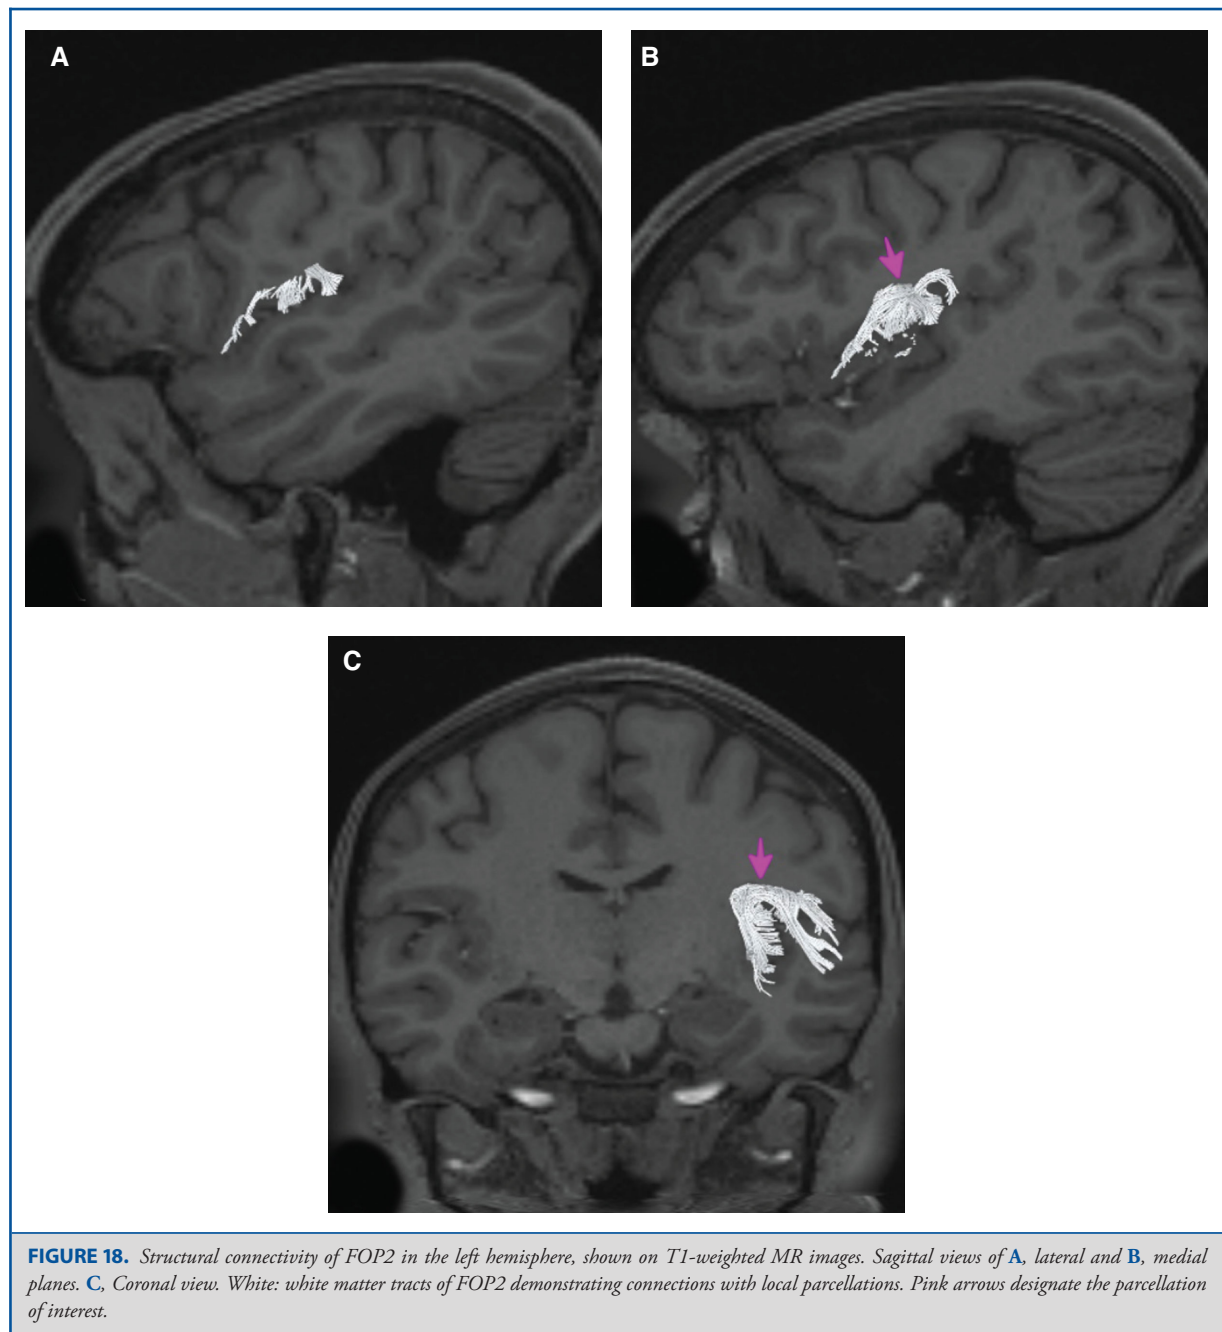 A
B
C
FIGURE 18. Structural connectivity of FOP2 in the left hemisphere, shown on T1-weighted MR images. Sagittal views of A, lateral and B, medial
planes. C, Coronal view. White: white matter tracts of FOP2 demonstrating connections with local parcellations. Pink arrows designate the parcellation
of interest.